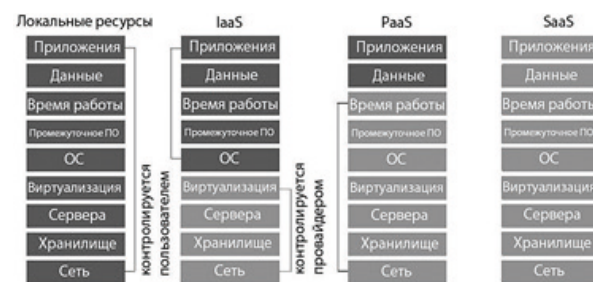 Локальные ресурсы
Приложения
Данные
Время работы
Промежуточное ПО
ОС
Виртуализация
Сервера
Хранилище
Сеть
контролируется
пользователем
IaaS
Приложения
Данные
Время работы
Промежуточное ПО
ОС
Виртуализация
Сервера
Хранилище
Сеть
контролируется
провайдером
PaaS
Приложения
Данные
Время работы
Промежуточное ПО
ОС
Виртуализация
Сервера
Хранилище
Сеть
SaaS
Приложения
Данные
Время работы
Промежуточное ПО
ОС
Виртуализация
Сервера
Хранилище
Сеть